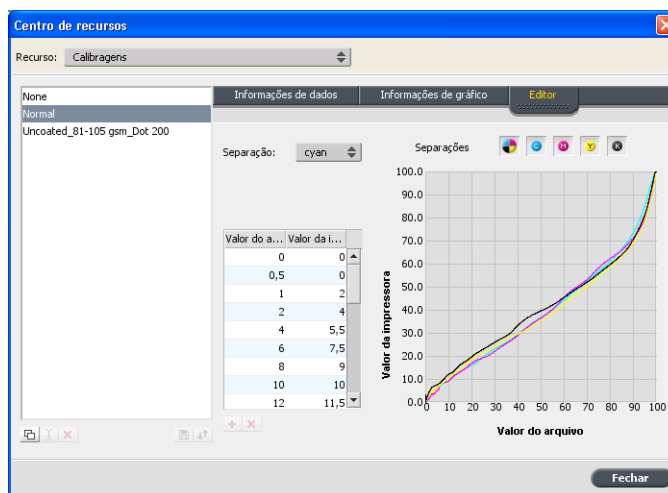 Centro de recursos
Recurso: Calibragens
None
Normal
Uncoated_81-105 gsm_Dot 200
Informações de dados Informações de gráfico Editor
Separação: cyan
Separações C M Y K
Valor do a... Valor da i...
0 0
0,5 0
1 2
2 4
4 5,5
6 7,5
8 9
10 10
12 11,5
100.0
90.0
80.0
70.0
60.0
50.0
40.0
30.0
20.0
10.0
0.0
Valor da impressora
0 10 20 30 40 50 60 70 80 90 100
Valor do arquivo
Fechar